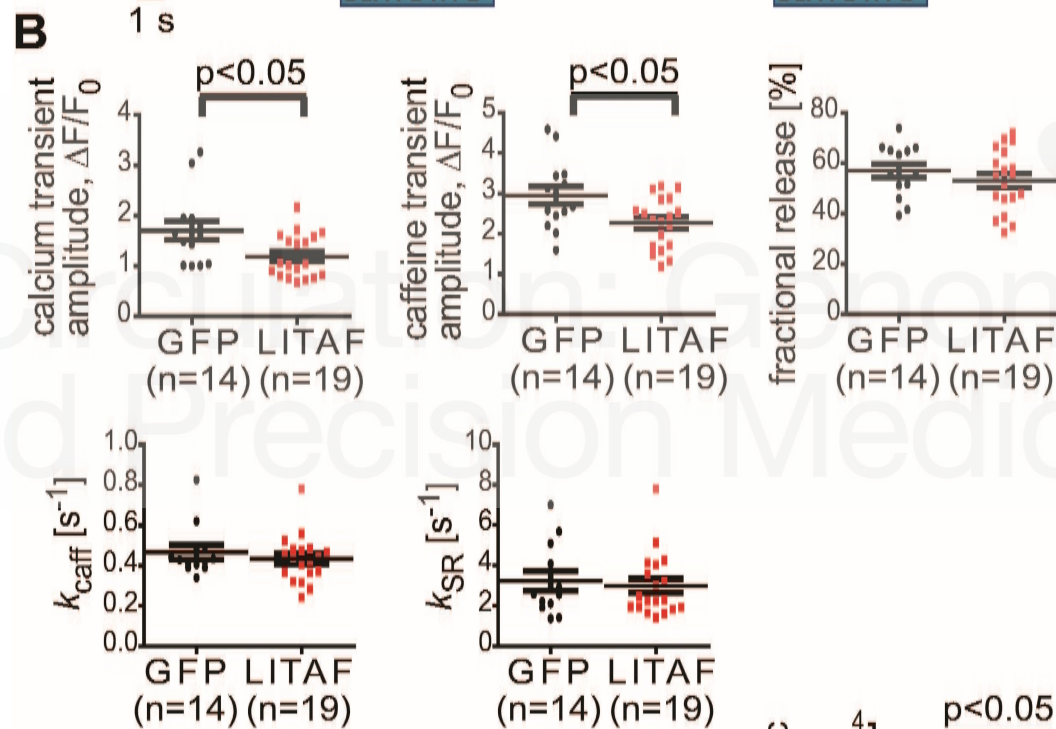 B
1 s
p<0.05
calcium transient
amplitude, ΔF/F0
4
3
2
1
0
GFP LITAF
(n=14) (n=19)
p<0.05
caffeine transient
amplitude, ΔF/F0
5
4
3
2
1
0
GFP LITAF
(n=14) (n=19)
fractional release [%]
80
60
40
20
0
GFP LITAF
(n=14) (n=19)
kcaff [s-1]
1.0
0.8
0.6
0.4
0.2
0.0
GFP LITAF
(n=14) (n=19)
kSR [s-1]
10
8
6
4
2
0
GFP LITAF
(n=14) (n=19)
4
p<0.05
Circulation: Genom
d Precision Medic